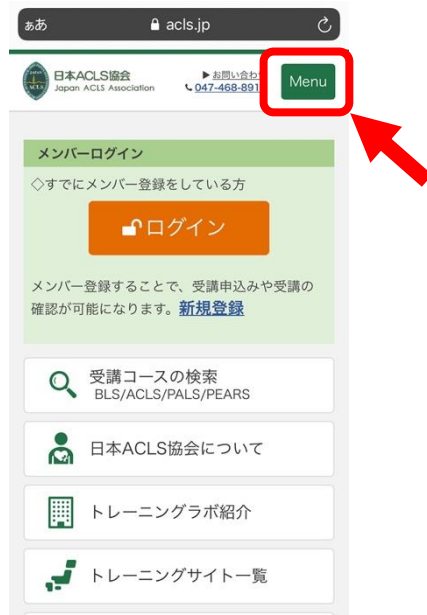 ぁあ acls.jp
日本ACLS協会
Japan ACLS Association
▶お問い合わ
047-468-891
Menu
メンバーログイン
◇すでにメンバー登録をしている方
ログイン
メンバー登録することで、受講申込みや受講の
確認が可能になります。新規登録
受講コースの検索
BLS/ACLS/PALS/PEARS
日本ACLS協会について
トレーニングラボ紹介
トレーニングサイト一覧